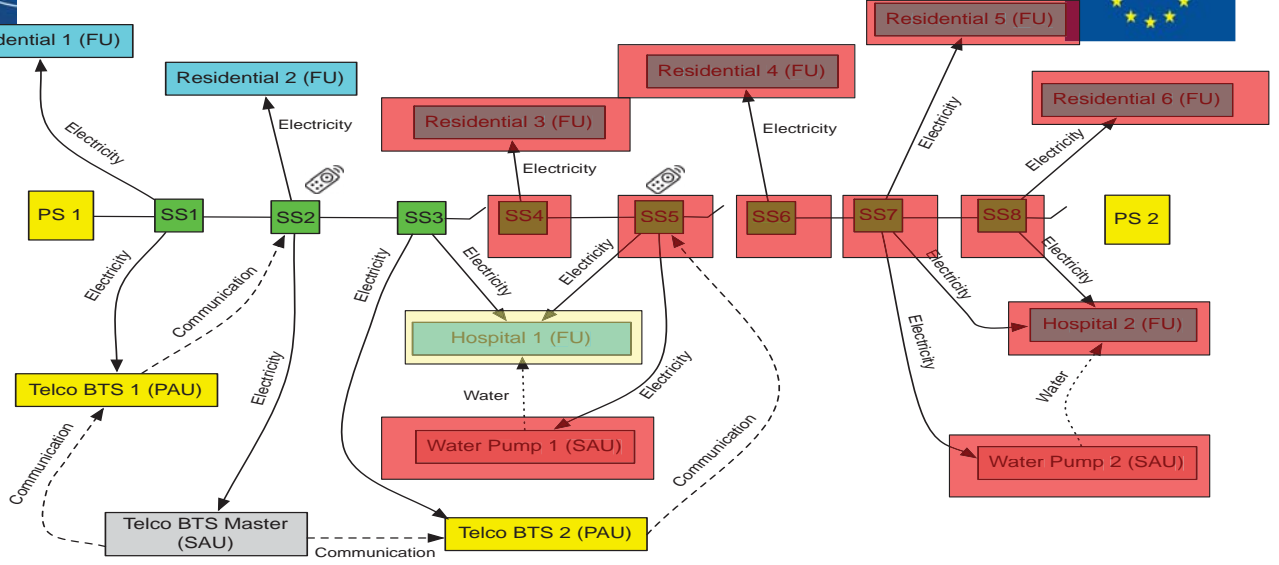 Residential 5 (FU)
dential 1 (FU)
Residential 2 (FU)
Residential 4 (FU)
Residential 6 (FU)
Residential 3 (FU)
Electricity
Electricity
Electricity
Electricity
Electricity
Electricity
PS 1
SS1
SS2
SS3
SS4
SS5
SS6
SS7
SS8
PS 2
Electricity
Communication
Electricity
Electricity
Electricity
Electricity
Electricity
Hospital 1 (FU)
Hospital 2 (FU)
Electricity
Electricity
Electricity
Telco BTS 1 (PAU)
Water
Water
Water Pump 1 (SAU)
Communication
Communication
Water Pump 2 (SAU)
Telco BTS Master
(SAU)
Communication
Telco BTS 2 (PAU)